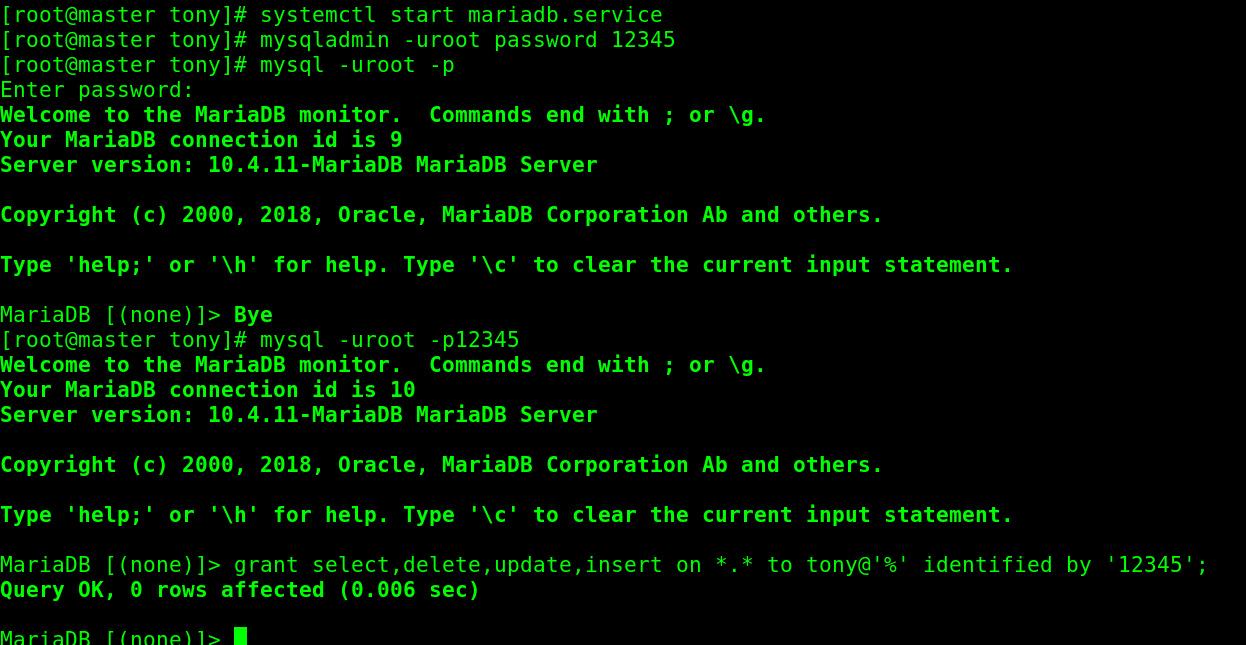 [root@master tony]# systemctl start mariadb.service
[root@master tony]# mysqladmin -uroot password 12345
[root@master tony]# mysql -uroot -p
Enter password:
Welcome to the MariaDB monitor.  Commands end with ; or \g.
Your MariaDB connection id is 9
Server version: 10.4.11-MariaDB MariaDB Server
Copyright (c) 2000, 2018, Oracle, MariaDB Corporation Ab and others.
Type 'help;' or '\h' for help. Type '\c' to clear the current input statement.
MariaDB [(none)]> Bye
[root@master tony]# mysql -uroot -p12345
Welcome to the MariaDB monitor.  Commands end with ; or \g.
Your MariaDB connection id is 10
Server version: 10.4.11-MariaDB MariaDB Server
Copyright (c) 2000, 2018, Oracle, MariaDB Corporation Ab and others.
Type 'help;' or '\h' for help. Type '\c' to clear the current input statement.
MariaDB [(none)]> grant select,delete,update,insert on *.* to tony@'%' identified by '12345';
Query OK, 0 rows affected (0.006 sec)
MariaDB [(none)]>